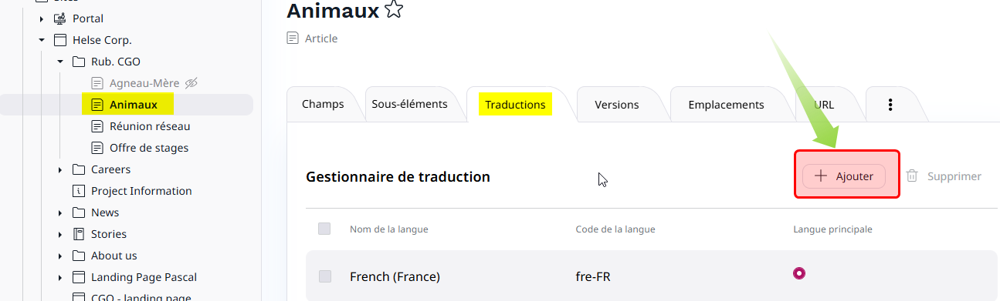 Portal
Helse Corp.
Rub. CGO
Agneau-Mère
Animaux
Réunion réseau
Offre de stages
Careers
Project Information
News
Stories
About us
Landing Page Pascal
CGO - landing page
Animaux
Article
Champs
Sous-éléments
Traductions
Versions
Emplacements
URL
Gestionnaire de traduction
Ajouter
Supprimer
Nom de la langue
Code de la langue
Langue principale
French (France)
fre-FR